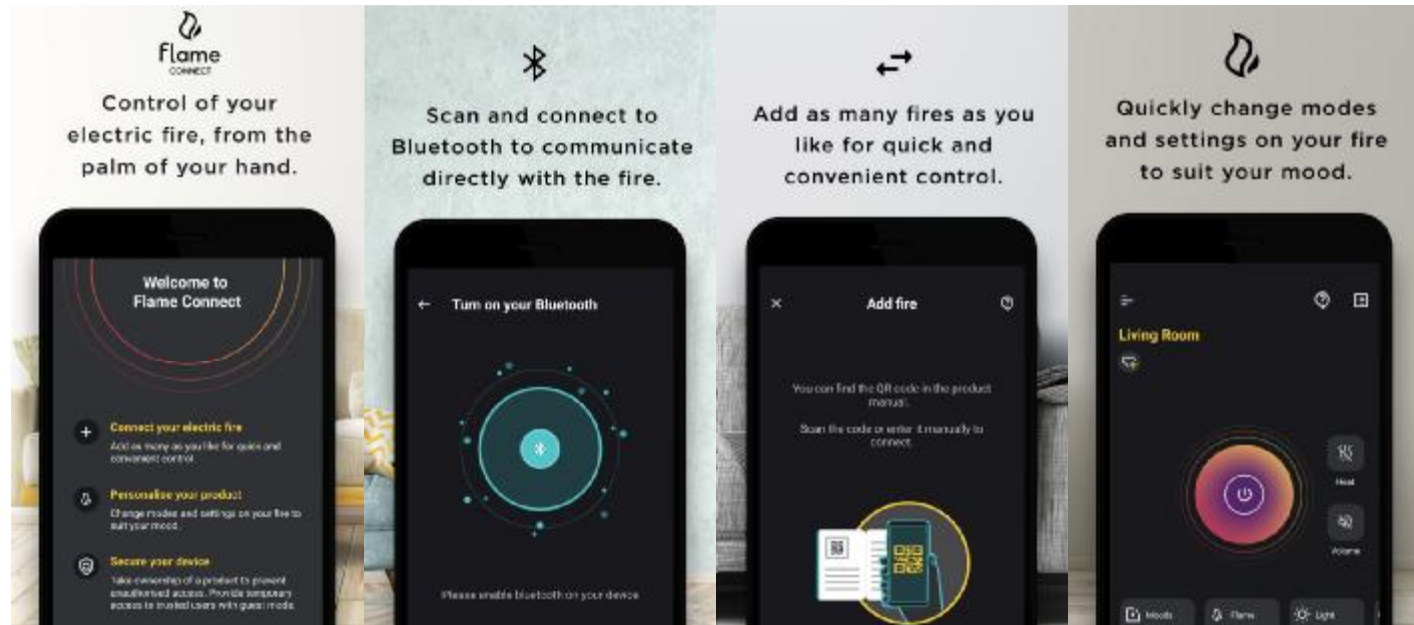 Flame
CONNECT
Control of your
electric fire, from the
palm of your hand.
Welcome to
Flame Connect
Connect your electric fire
Add as many as you like for quick and
convenient control.
Personalise your product
Change modes and settings on your fire to
suit your mood.
Secure your device
Take ownership of a product to prevent
unauthorised access. Provide temporary
access to trusted users with guest mode.
Scan and connect to
Bluetooth to communicate
directly with the fire.
Turn on your Bluetooth
Please enable bluetooth on your device
Add as many fires as you
like for quick and
convenient control.
Add fire
You can find the QR code in the product
manual.
Scan the code or enter it manually to
connect.
Quickly change modes
and settings on your fire
to suit your mood.
Living Room
Heat
Volume
Moods
Flame
Light